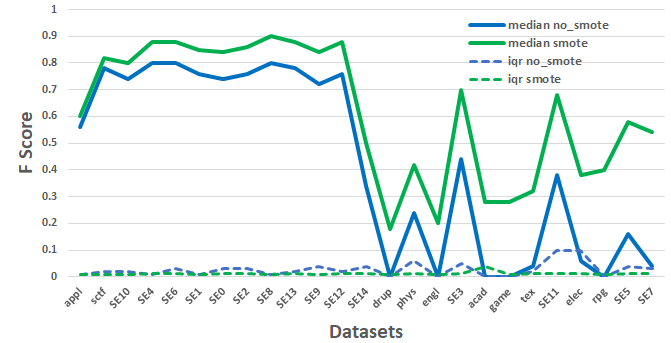 1
0.9
0.8
0.7
0.6
0.5
0.4
0.3
0.2
0.1
0
F Score
median no_smote
median smote
iqr no_smote
iqr smote
appl
sctf
SE10
SE4
SE6
SE1
SE0
SE2
SE8
SE13
SE9
SE12
SE14
drup
phys
engl
SE3
acad
game
tex
SE11
elec
rpg
SE5
SE7
Datasets